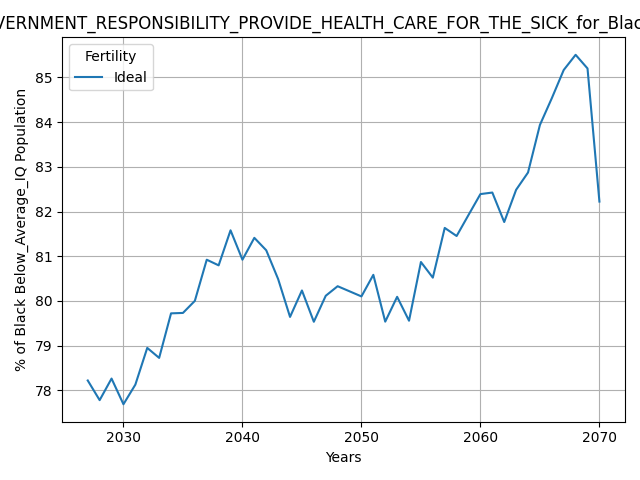 VERNMENT_RESPONSIBILITY_PROVIDE_HEALTH_CARE_FOR_THE_SICK_for_Blac
Fertility
Ideal
85
84
83
82
81
80
79
78
% of Black Below_Average_IQ Population
2030 2040 2050 2060 2070
Years